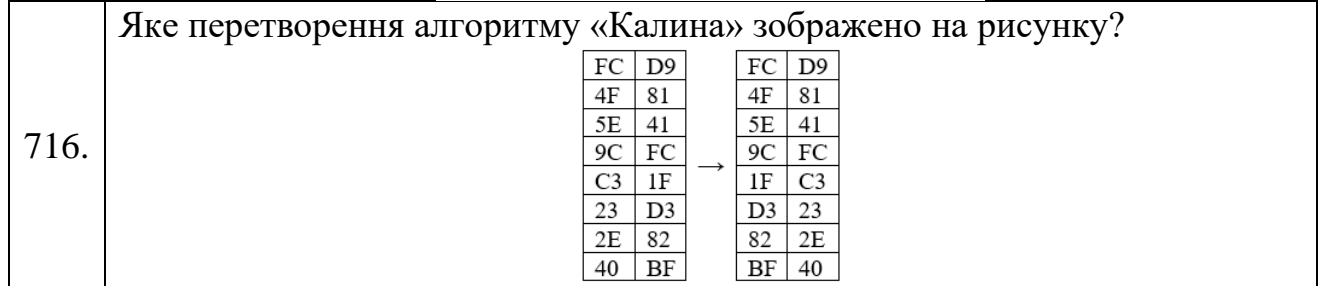 Яке перетворення алгоритму «Калина» зображено на рисунку?
716.
FC D9 FC D9
4F 81 4F 81
5E 41 5E 41
9C FC 9C FC
→
C3 1F 1F C3
23 D3 D3 23
2E 82 82 2E
40 BF BF 40